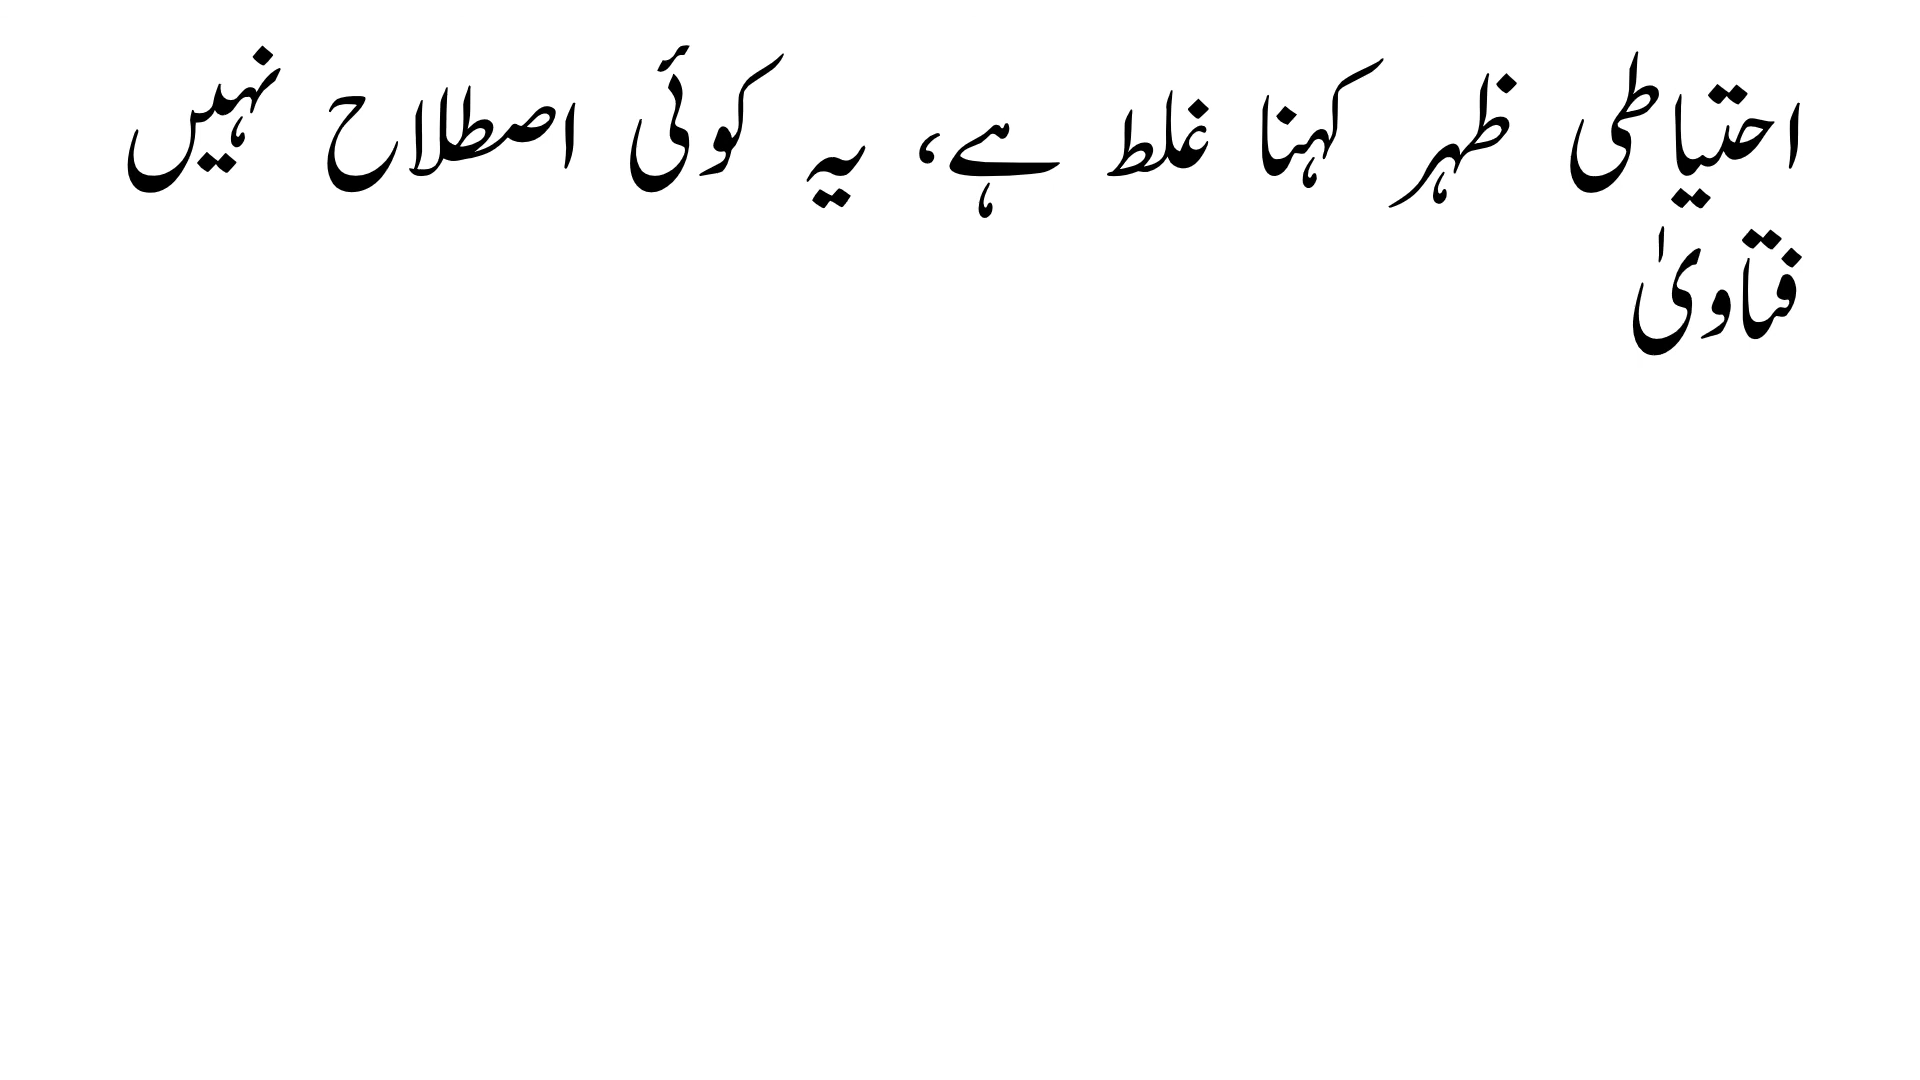 احتیاطی ظہر کہنا غلط ہے، یہ کوئی اصطلاح نہیں
فتاویٰ